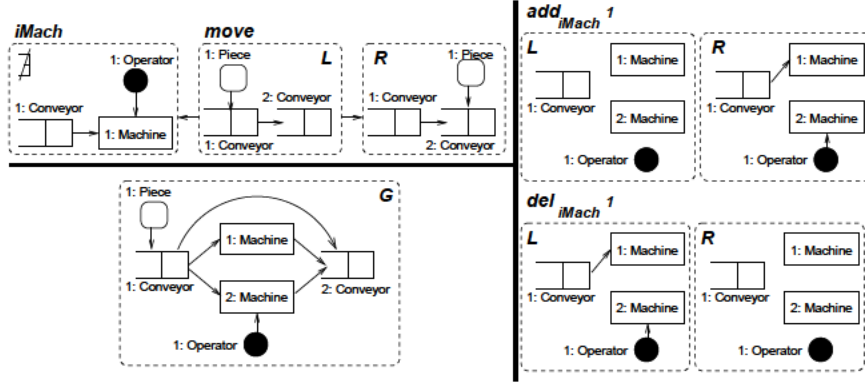 iMach
move
1: Operator
1: Conveyor
1: Machine
1: Piece
L
2: Conveyor
1: Conveyor
R
1: Piece
1: Conveyor
2: Conveyor
1: Piece
G
1: Machine
1: Conveyor
2: Machine
2: Conveyor
1: Operator
add iMach 1
L
1: Machine
1: Conveyor
2: Machine
1: Operator
R
1: Machine
1: Conveyor
2: Machine
1: Operator
del iMach 1
L
1: Machine
1: Conveyor
2: Machine
1: Operator
R
1: Machine
1: Conveyor
2: Machine
1: Operator